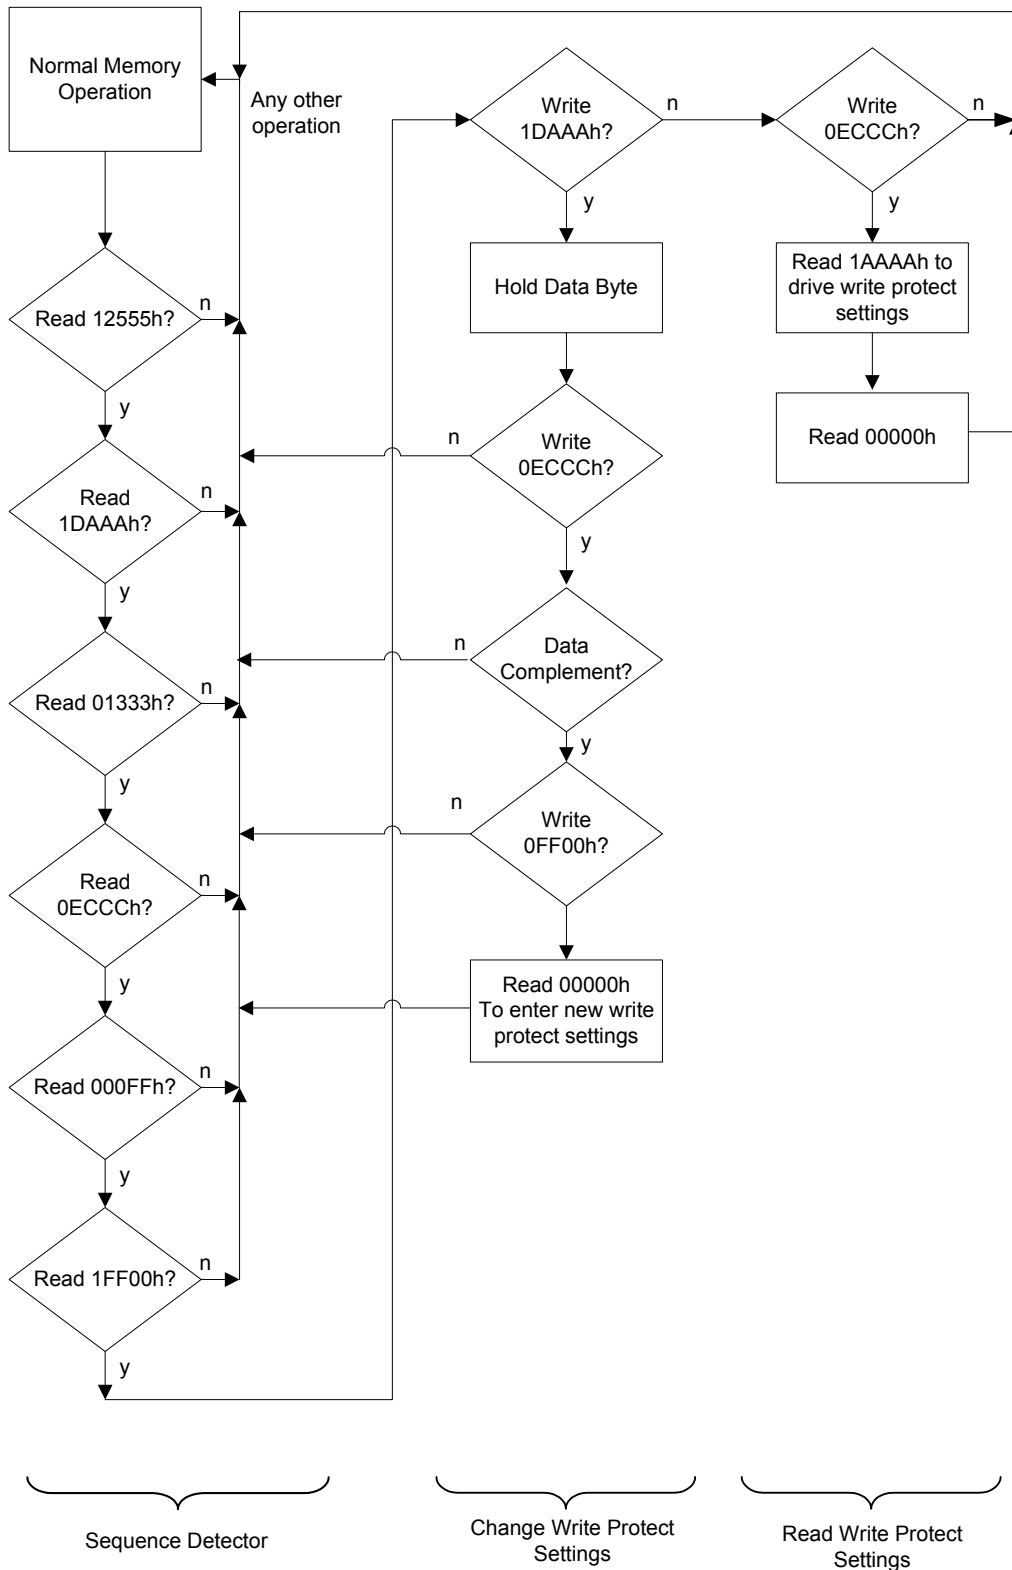 Normal Memory
Operation
Any other
operation
Read 12555h?
n
y
Read
1DAAAh?
n
y
Read 01333h?
n
y
Read
0ECCCh?
n
y
Read 000FFh?
n
y
Read 1FF00h?
n
y
Write
1DAAAh?
n
y
Hold Data Byte
Write
0ECCCh?
n
y
Data
Complement?
n
y
Write
0FF00h?
n
Read 00000h
To enter new write
protect settings
Write
0ECCCh?
n
y
Read 1AAAAh to
drive write protect
settings
Read 00000h
Sequence Detector
Change Write Protect
Settings
Read Write Protect
Settings